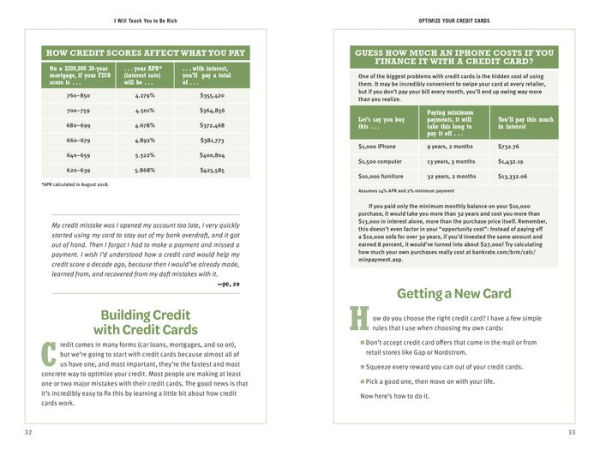 I Will Teach You to Be Rich
HOW CREDIT SCORES AFFECT WHAT YOU PAY
On a $200,000 30-year
mortgage, if your FICO
score is . . .
. . . your APR*
(interest rate)
will be . . .
. . . with interest,
you'll pay a total
of . . .
760–850 4.279% $355,420
700–759 4.501% $364,856
680–699 4.678% $372,468
660–679 4.892% $381,773
640–659 5.322% $400,804
620–639 5.868% $425,585
*APR calculated in August 2018.
My credit mistake was I opened my account too late, I very quickly
started using my card to stay out of my bank overdraft, and it got
out of hand. Then I forgot I had to make a payment and missed a
payment. I wish I'd understood how a credit card would help my
credit score a decade ago, because then I would've already made,
learned from, and recovered from my daft mistakes with it.
Building Credit
with Credit Cards
Credit comes in many forms (car loans, mortgages, and so on),
but we're going to start with credit cards because almost all of
us have one, and most important, they're the fastest and most
concrete way to optimize your credit. Most people are making at least
one or two major mistakes with their credit cards. The good news is that
it's incredibly easy to fix this by learning a little bit about how credit
cards work.
32
OPTIMIZE YOUR CREDIT CARDS
GUESS HOW MUCH AN IPHONE COSTS IF YOU
FINANCE IT WITH A CREDIT CARD?
One of the biggest problems with credit cards is the hidden cost of using
them. It may be incredibly convenient to swipe your card at every retailer,
but if you don't pay your bill every month, you'll end up owing way more
than you realize.
Let's say you buy
this . . .
Paying minimum
payments, it will
take this long to
pay it off . . .
You'll pay this much
in interest
$1,000 iPhone 9 years, 2 months $732.76
$1,500 computer 13 years, 3 months $1,432.19
$10,000 furniture 32 years, 2 months $13,332.06
Assumes 14% APR and 2% minimum payment
If you paid only the minimum monthly balance on your $10,000
purchase, it would take you more than 32 years and cost you more than
$13,000 in interest alone, more than the purchase price itself. Remember,
this doesn't even factor in your "opportunity cost": Instead of paying off
a $10,000 sofa for over 30 years, if you'd invested the same amount and
earned 8 percent, it would've turned into about $27,000! Try calculating
how much your own purchases really cost at bankrate.com/brm/calc/
minpayment.asp.
Getting a New Card
How do you choose the right credit card? I have a few simple
rules that I use when choosing my own cards:
■ Don't accept credit card offers that come in the mail or from
retail stores like Gap or Nordstrom.
■ Squeeze every reward you can out of your credit cards.
■ Pick a good one, then move on with your life.
Now here's how to do it.
33